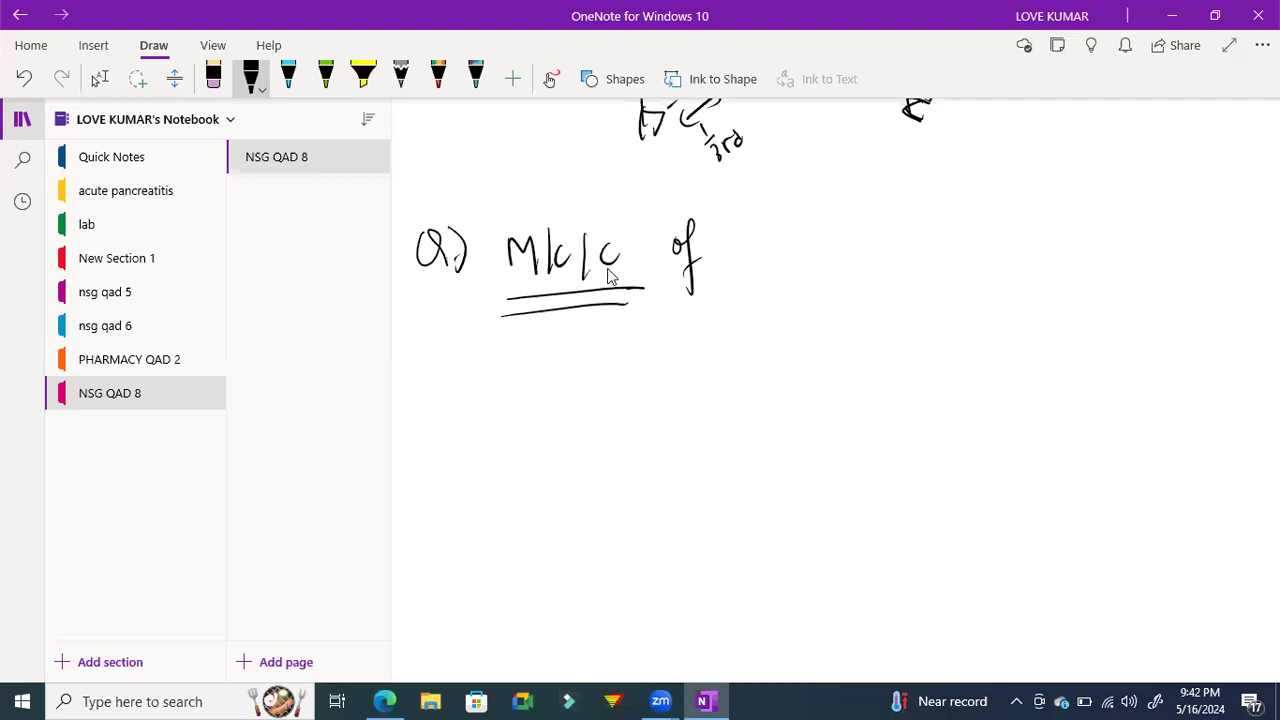 OneNote for Windows 10
LOVE KUMAR
Home Insert Draw View Help
Share
Shapes
Ink to Shape
Ink to Text
LOVE KUMAR's Notebook
Quick Notes
acute pancreatitis
lab
New Section 1
nsg qad 5
nsg qad 6
PHARMACY QAD 2
NSG QAD 8
Add section
NSG QAD 8
Add page
3rd
Q.) M/C/C of
Type here to search
zm
Near record
9:42 PM
5/16/2024
17